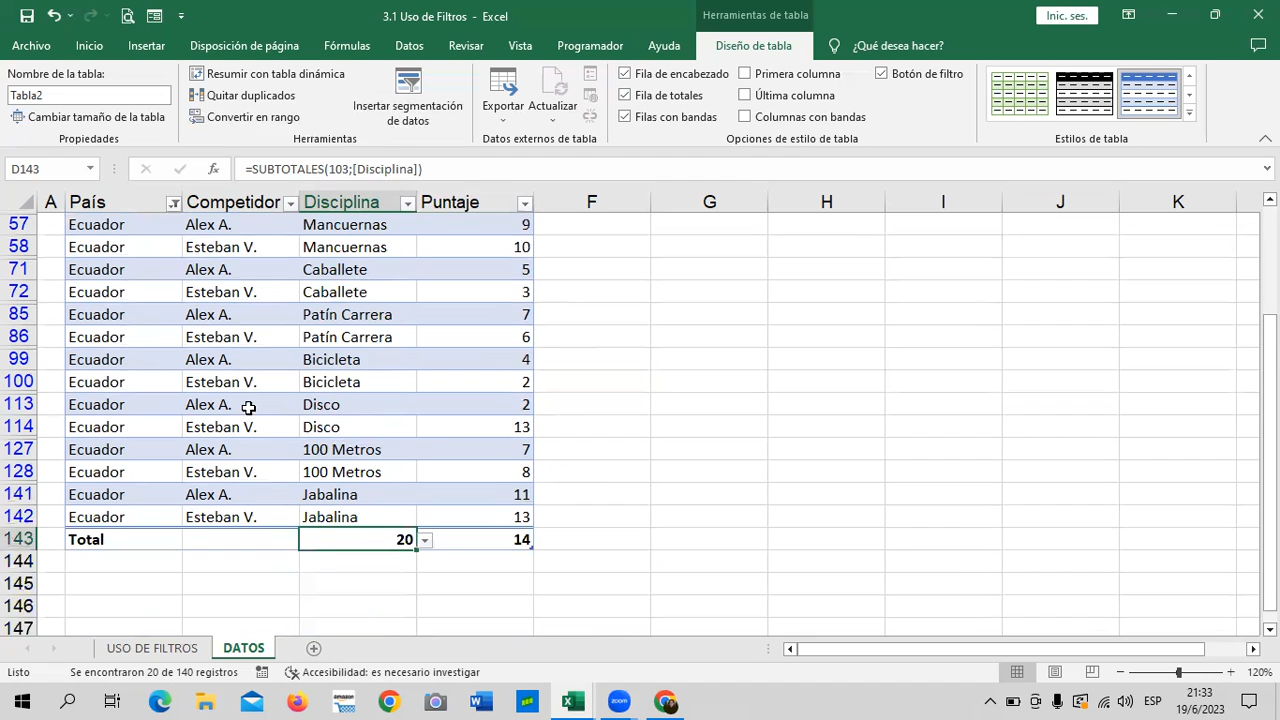 3.1 Uso de Filtros - Excel
Herramientas de tabla
Inic. ses.
Archivo Inicio Insertar Disposición de página Fórmulas Datos Revisar Vista Programador Ayuda Diseño de tabla ¿Qué desea hacer?
Nombre de la tabla:
Tabla2
Cambiar tamaño de la tabla
Propiedades
Resumir con tabla dinámica
Quitar duplicados
Convertir en rango
Insertar segmentación
de datos
Herramientas
Exportar Actualizar
Datos externos de tabla
Fila de encabezado Primera columna Botón de filtro
Fila de totales Última columna
Filas con bandas Columnas con bandas
Opciones de estilo de tabla
Estilos de tabla
D143 fx =SUBTOTALES(103;[Disciplina])
A País Competidor Disciplina Puntaje F G H I J K
57 Ecuador Alex A. Mancuernas 9
58 Ecuador Esteban V. Mancuernas 10
71 Ecuador Alex A. Caballete 5
72 Ecuador Esteban V. Caballete 3
85 Ecuador Alex A. Patín Carrera 7
86 Ecuador Esteban V. Patín Carrera 6
99 Ecuador Alex A. Bicicleta 4
100 Ecuador Esteban V. Bicicleta 2
113 Ecuador Alex A. Disco 2
114 Ecuador Esteban V. Disco 13
127 Ecuador Alex A. 100 Metros 7
128 Ecuador Esteban V. 100 Metros 8
141 Ecuador Alex A. Jabalina 11
142 Ecuador Esteban V. Jabalina 13
143 Total 20 14
144
145
146
147
USO DE FILTROS DATOS
Listo Se encontraron 20 de 140 registros Accesibilidad: es necesario investigar 120%
amazon zoom ESP 21:33
19/6/2023